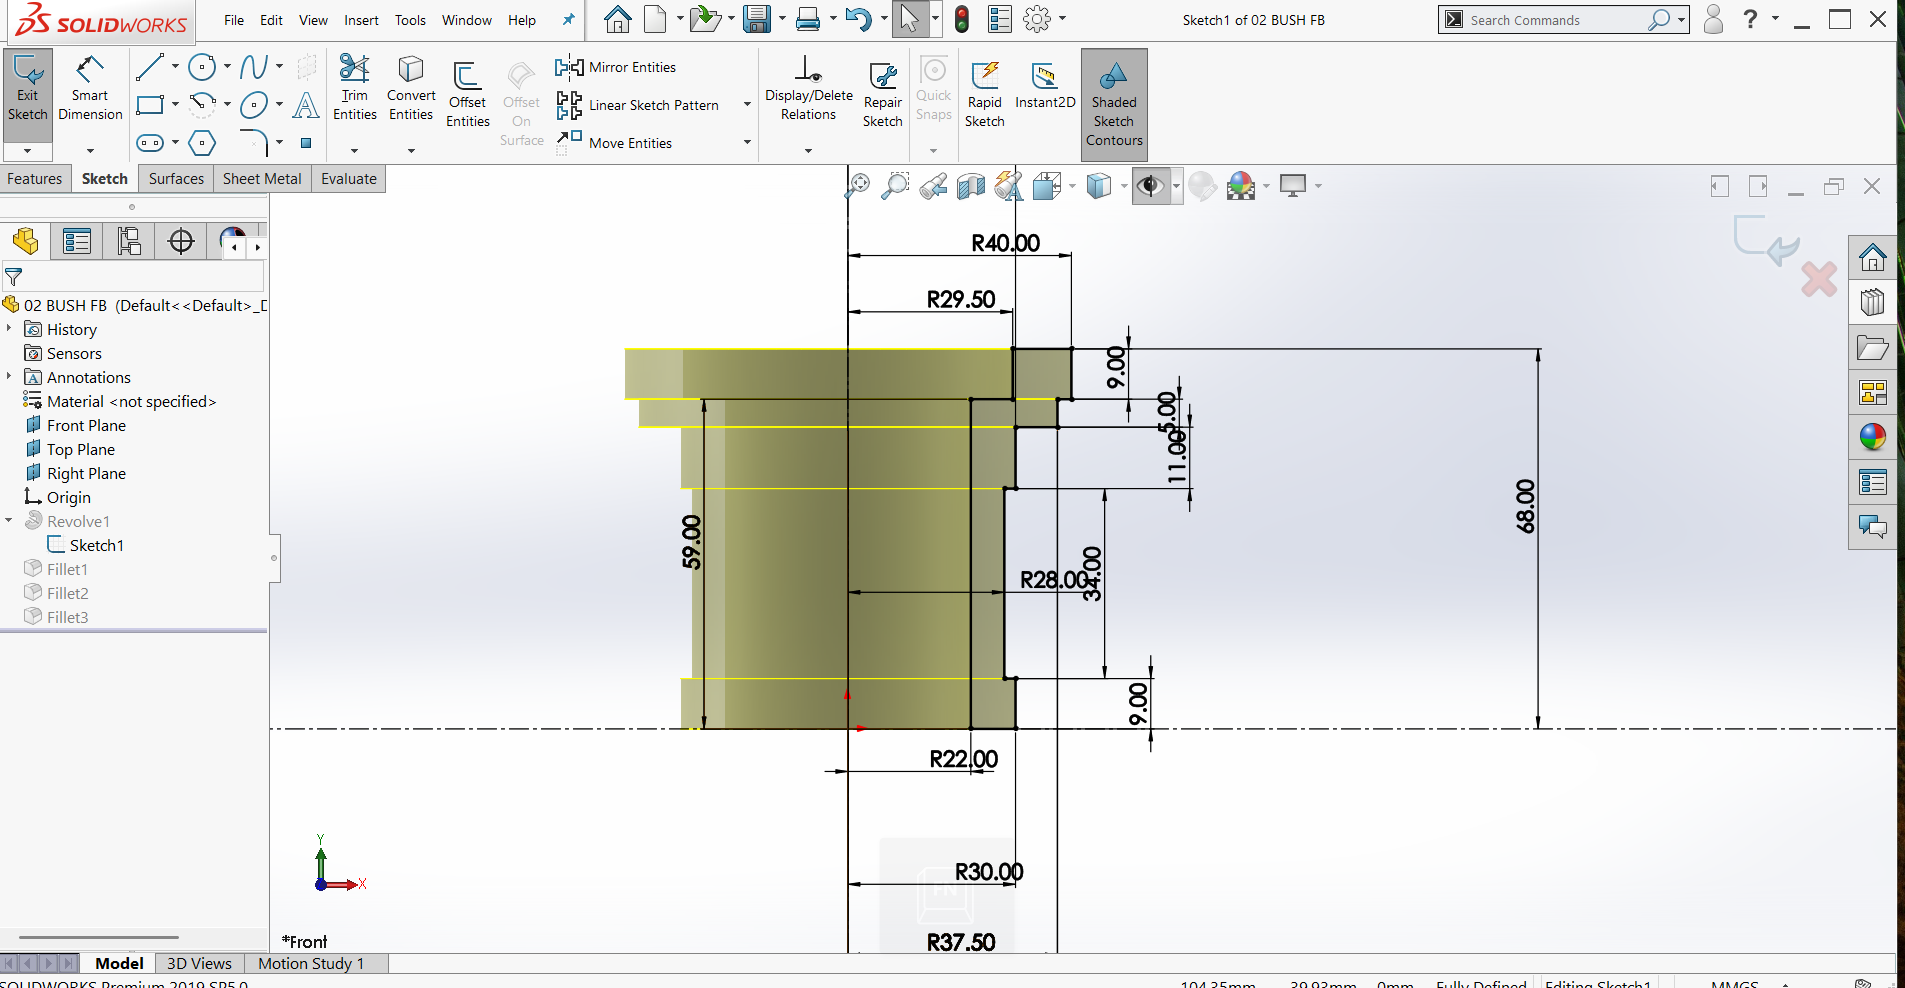 SOLIDWORKS
File Edit View Insert Tools Window Help
Sketch1 of 02 BUSH FB
Search Commands
?
Exit Sketch
Smart Dimension
Trim Entities
Convert Entities
Offset Entities
Offset On Surface
Mirror Entities
Linear Sketch Pattern
Move Entities
Display/Delete Relations
Repair Sketch
Quick Snaps
Rapid Sketch
Instant2D
Shaded Sketch Contours
Features Sketch Surfaces Sheet Metal Evaluate
02 BUSH FB (Default<<Default>_D
History
Sensors
Annotations
Material <not specified>
Front Plane
Top Plane
Right Plane
Origin
Revolve1
Sketch1
Fillet1
Fillet2
Fillet3
R40.00
R29.50
9.00
5.00
11.00
68.00
59.00
R28.00
34.00
9.00
R22.00
R30.00
FN
R37.50
Y
X
*Front
Model 3D Views Motion Study 1
SOLIDWORKS Premium 2019 SP5.0
104.35mm 39.93mm 0mm Fully Defined Editing Sketch1 MMGS